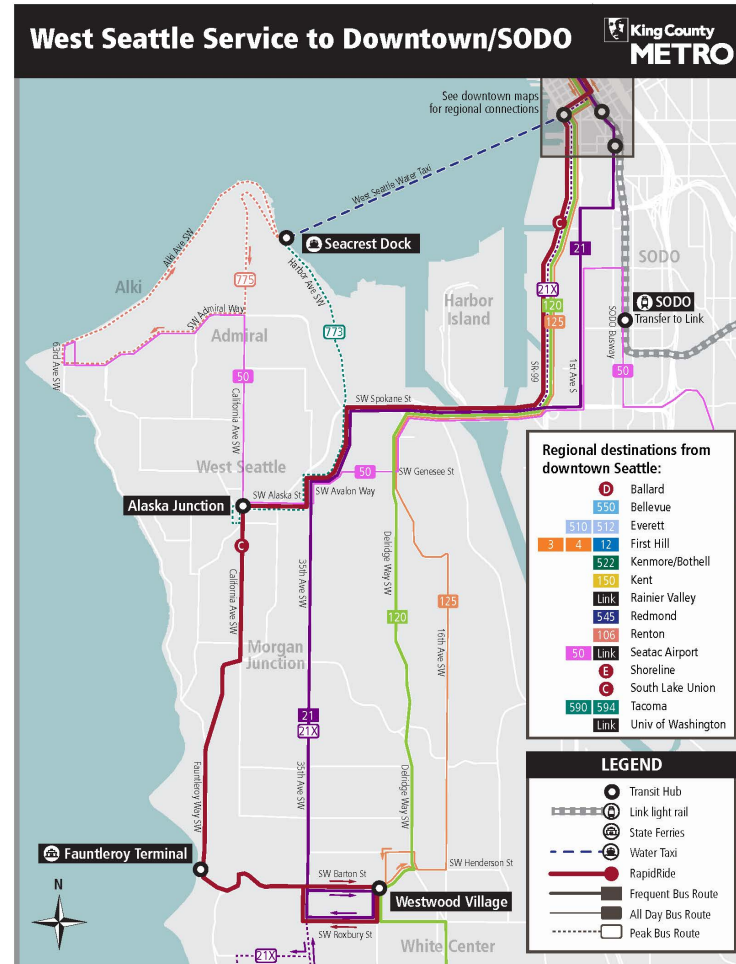 West Seattle Service to Downtown/SODO
King County
METRO
See downtown maps
for regional connections
West Seattle Water Taxi
Seacrest Dock
Alki Ave SW
Harbor Ave SW
Alki
775
SW Admiral Way
Admiral
773
63rd Ave SW
50
California Ave SW
Harbor
Island
C
21
21X
120
125
SODO
SODO
Transfer to Link
SODO Busway
50
SR-99
1st Ave S
SW Spokane St
West Seattle
50
SW Genesee St
SW Alaska St
SW Avalon Way
Alaska Junction
C
California Ave SW
35th Ave SW
Delridge Way SW
120
125
16th Ave SW
Morgan
Junction
21
21X
Fauntleroy Way SW
35th Ave SW
Delridge Way SW
Fauntleroy Terminal
SW Barton St
SW Henderson St
Westwood Village
SW Roxbury St
21X
White Center
N
Regional destinations from
downtown Seattle:
D Ballard
550 Bellevue
510 512 Everett
3 4 12 First Hill
522 Kenmore/Bothell
150 Kent
Link Rainier Valley
545 Redmond
106 Renton
50 Link Seatac Airport
E Shoreline
C South Lake Union
590 594 Tacoma
Link Univ of Washington
LEGEND
Transit Hub
Link light rail
State Ferries
Water Taxi
RapidRide
Frequent Bus Route
All Day Bus Route
Peak Bus Route